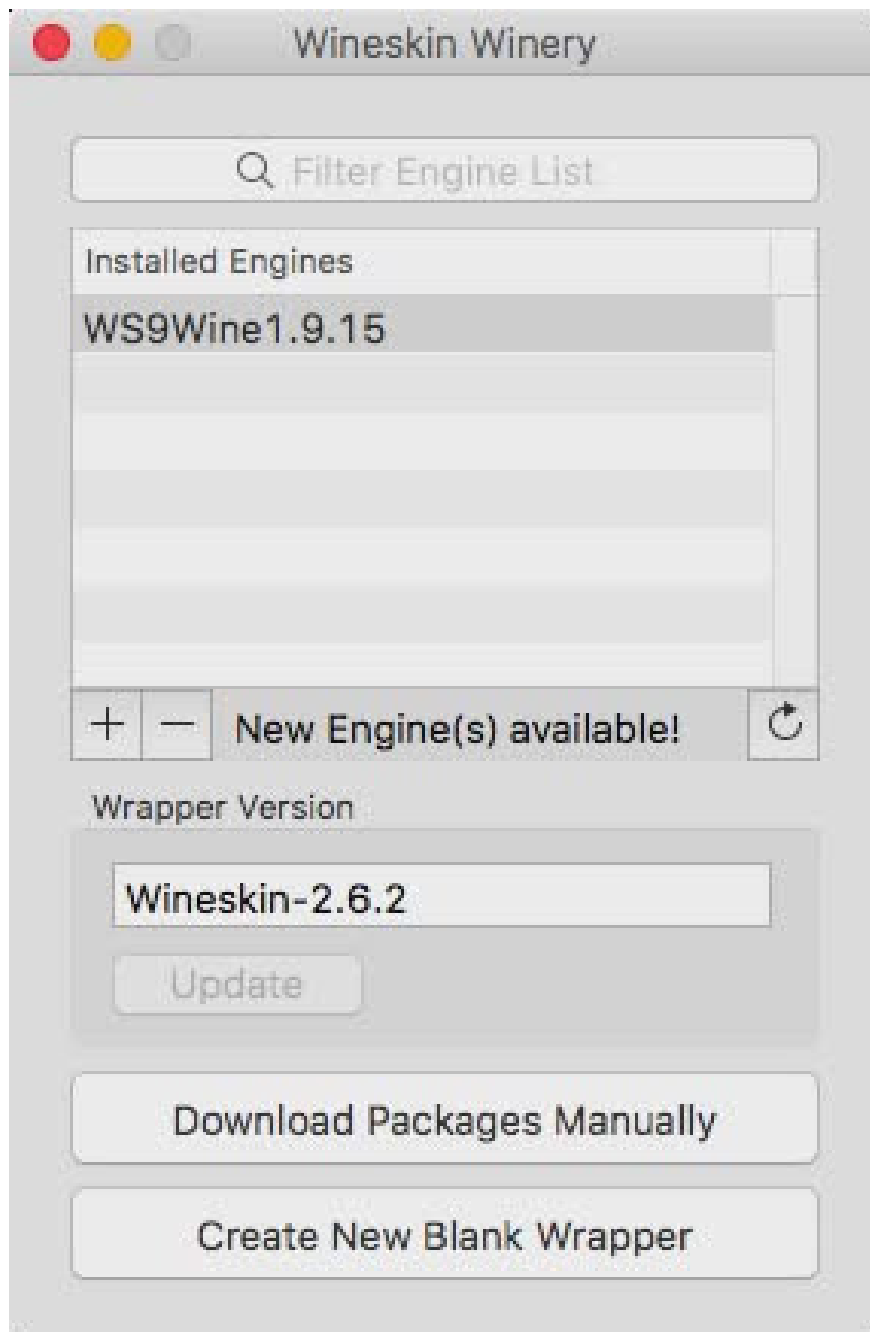 Wineskin Winery
Filter Engine List
Installed Engines
WS9Wine1.9.15
+ − New Engine(s) available!
Wrapper Version
Wineskin-2.6.2
Update
Download Packages Manually
Create New Blank Wrapper